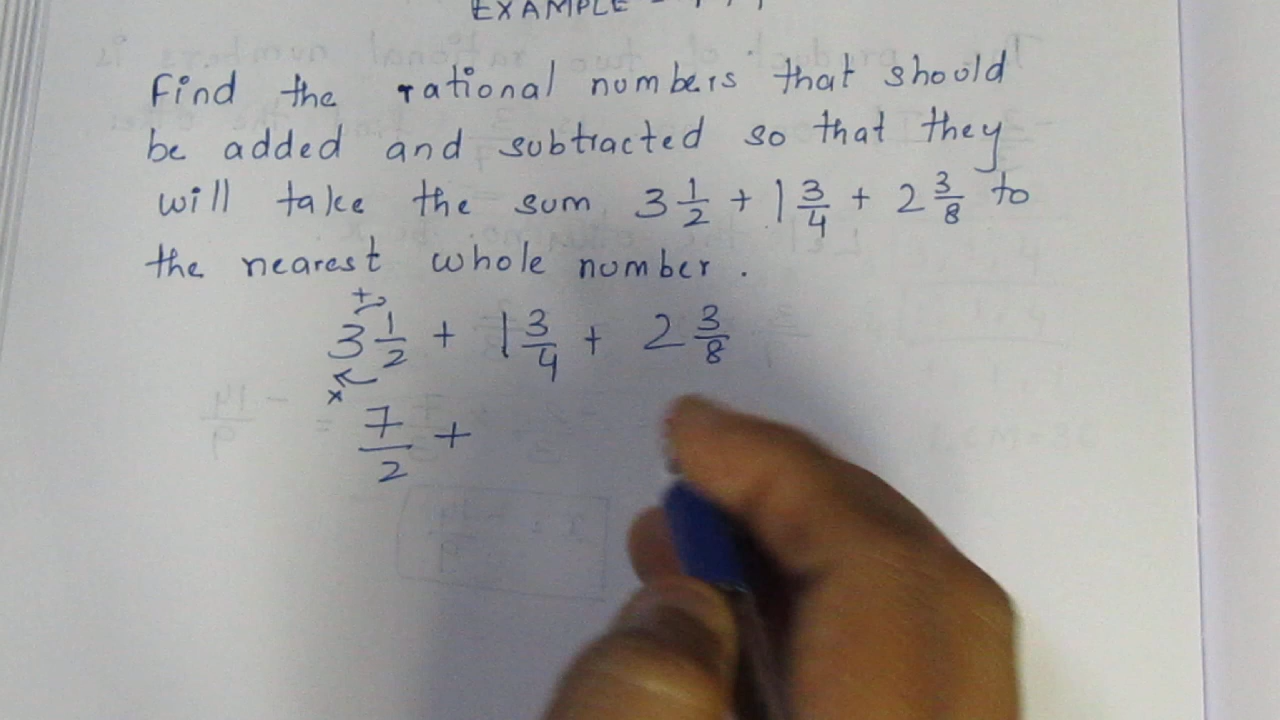 EXAMPLE -
Find the rational numbers that should
be added and subtracted so that they
will take the sum 3 1/2 + 1 3/4 + 2 3/8 to
the nearest whole number .
+
3 1/2 + 1 3/4 + 2 3/8
×
7/2 +